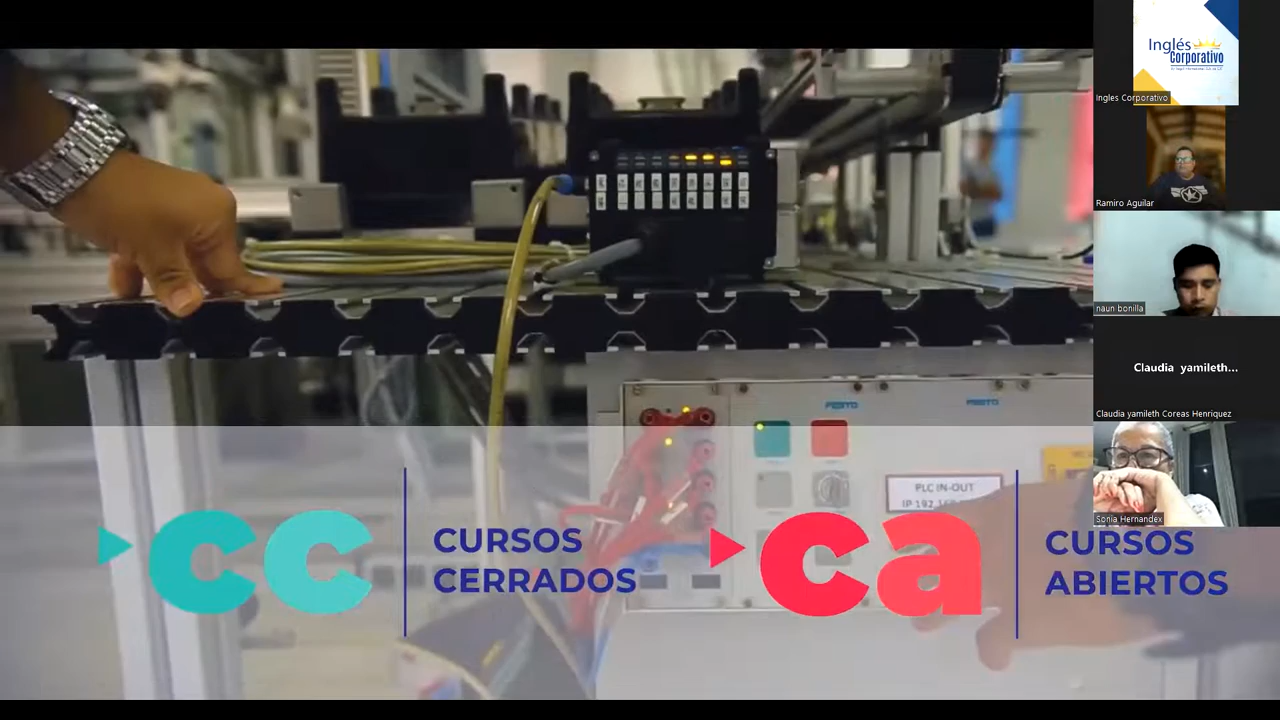 Inglés
Corporativo
Ingles Corporativo
Ramiro Aguilar
naun bonilla
Claudia yamileth...
Claudia yamileth Coreas Henriquez
Sonia Hernandex
FESTO
FESTO
PLC IN-OUT
cc
CURSOS
CERRADOS
ca
CURSOS
ABIERTOS